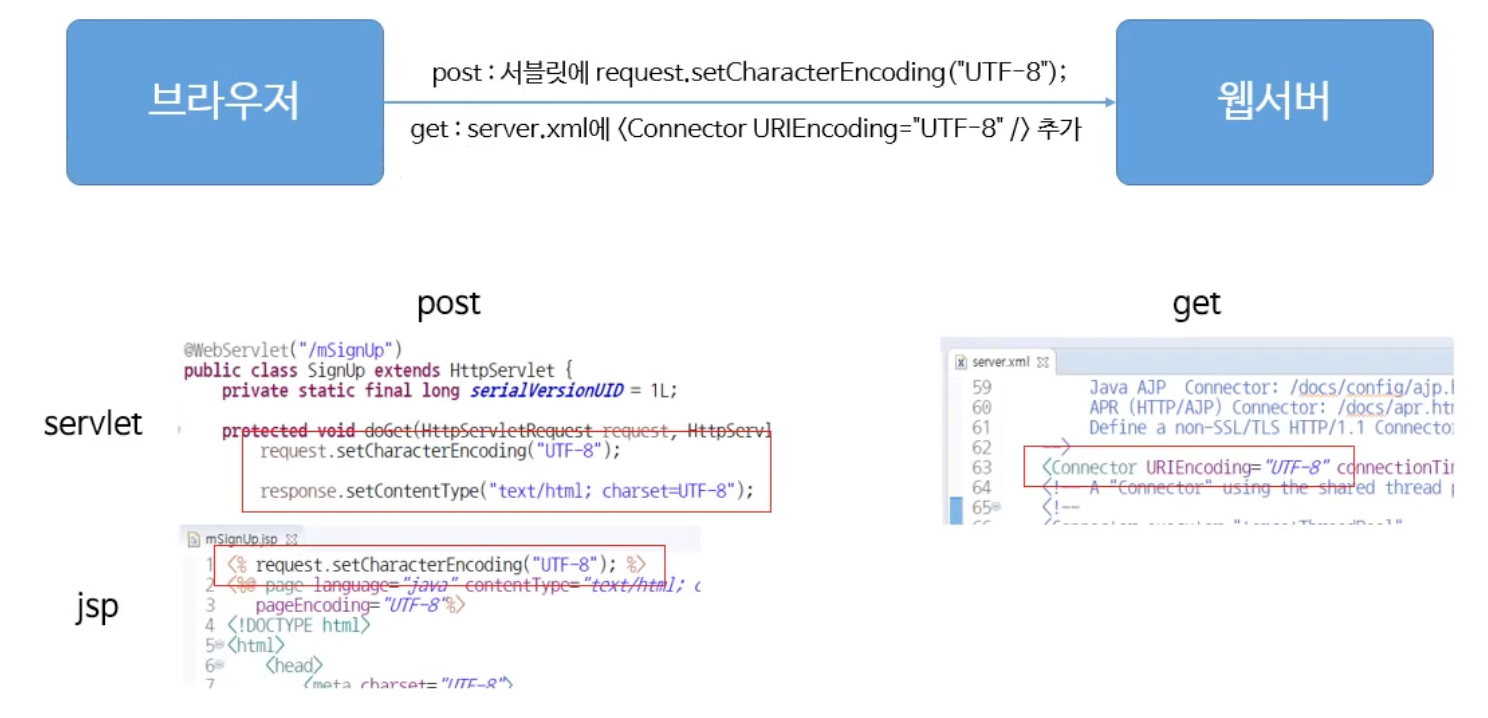 브라우저
post : 서블릿에 request.setCharacterEncoding("UTF-8");
get : server.xml에 <Connector URIEncoding="UTF-8" /> 추가
웹서버
post
get
servlet
@WebServlet("/mSignUp")
public class SignUp extends HttpServlet {
private static final long serialVersionUID = 1L;
protected void doGet(HttpServletRequest request, HttpServl
request.setCharacterEncoding("UTF-8");
response.setContentType("text/html; charset=UTF-8");
jsp
mSignUp.jsp
1 <% request.setCharacterEncoding("UTF-8"); %>
2 <%@ page language="java" contentType="text/html; c
3 pageEncoding="UTF-8"%>
4 <!DOCTYPE html>
5 <html>
6 <head>
7 <meta charset="UTF-8">
server.xml
59 Java AJP Connector: /docs/config/ajp.h
60 APR (HTTP/AJP) Connector: /docs/apr.htm
61 Define a non-SSL/TLS HTTP/1.1 Connector
62 -->
63 <Connector URIEncoding="UTF-8" connectionTi
64 <!-- A "Connector" using the shared thread p
65 <!--